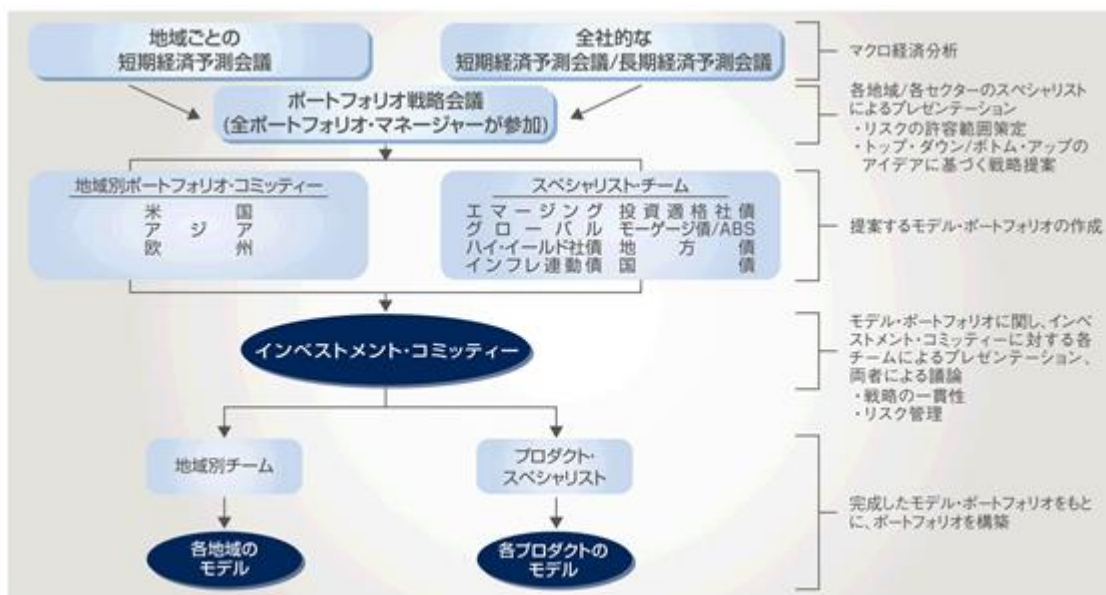 地域ごとの
短期経済予測会議
全社的な
短期経済予測会議/長期経済予測会議
マクロ経済分析
ポートフォリオ戦略会議
(全ポートフォリオ・マネージャーが参加)
各地域/各セクターのスペシャリスト
によるプレゼンテーション
・リスクの許容範囲策定
・トップ・ダウン/ボトム・アップの
アイデアに基づく戦略提案
地域別ポートフォリオ・コミッティー
米国
アジア
欧州
スペシャリスト・チーム
エマージング 投資適格社債
グローバル モーゲージ債/ABS
ハイ・イールド社債 地方債
インフレ連動債 国債
提案するモデル・ポートフォリオの作成
インベストメント・コミッティー
モデル・ポートフォリオに関し、インベ
ストメント・コミッティーに対する各
チームによるプレゼンテーション、
両者による議論
・戦略の一貫性
・リスク管理
地域別チーム
プロダクト・
スペシャリスト
各地域の
モデル
各プロダクトの
モデル
完成したモデル・ポートフォリオをもと
に、ポートフォリオを構築